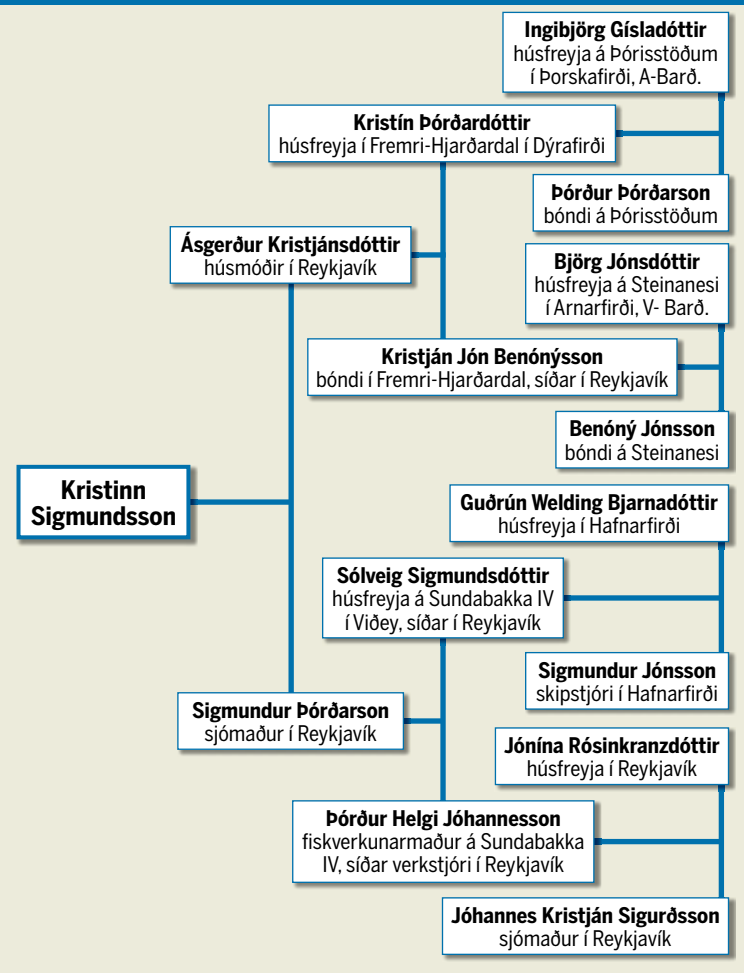 Ingibjörg Gísladóttir
húsfreyja á Þórisstöðum
í Þorskafirði, A-Barð.
Kristín Þórðardóttir
húsfreyja í Fremri-Hjarðardal í Dýrafirði
Þórður Þórðarson
bóndi á Þórisstöðum
Ásgerður Kristjánsdóttir
húsmóðir í Reykjavík
Björg Jónsdóttir
húsfreyja á Steinanesi
í Arnarfirði, V- Barð.
Kristján Jón Benónýsson
bóndi í Fremri-Hjarðardal, síðar í Reykjavík
Benóný Jónsson
bóndi á Steinanesi
Kristinn
Sigmundsson
Guðrún Welding Bjarnadóttir
húsfreyja í Hafnarfirði
Sólveig Sigmundsdóttir
húsfreyja á Sundabakka IV
í Viðey, síðar í Reykjavík
Sigmundur Jónsson
skipstjóri í Hafnarfirði
Sigmundur Þórðarson
sjómaður í Reykjavík
Jónína Rósinkranzdóttir
húsfreyja í Reykjavík
Þórður Helgi Jóhannesson
fiskverkunarmaður á Sundabakka
IV, síðar verkstjóri í Reykjavík
Jóhannes Kristján Sigurðsson
sjómaður í Reykjavík